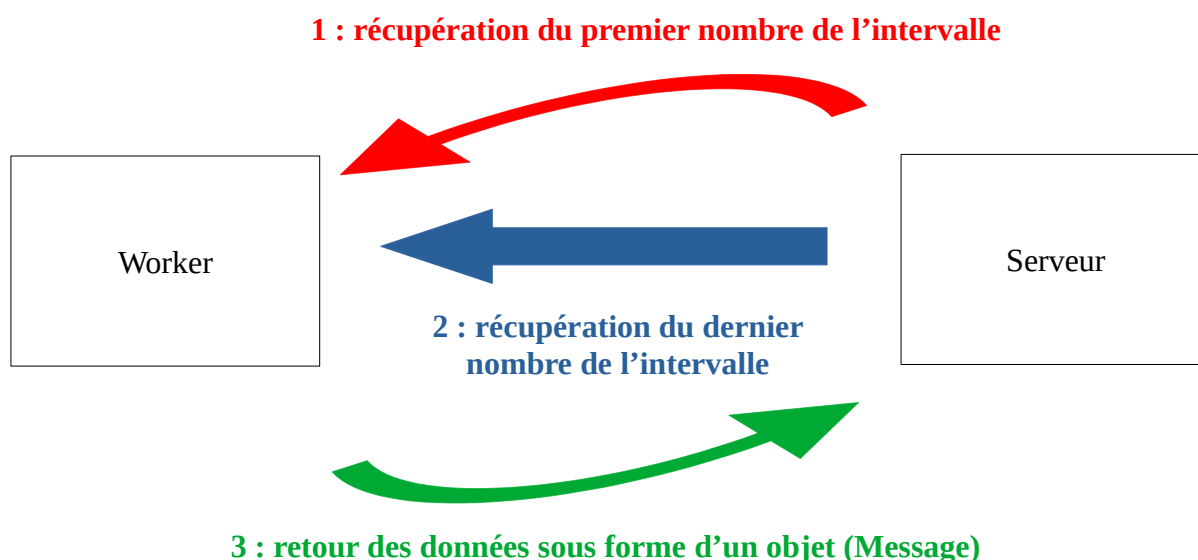 1 : récupération du premier nombre de l’intervalle
Worker
Serveur
2 : récupération du dernier
nombre de l’intervalle
3 : retour des données sous forme d’un objet (Message)